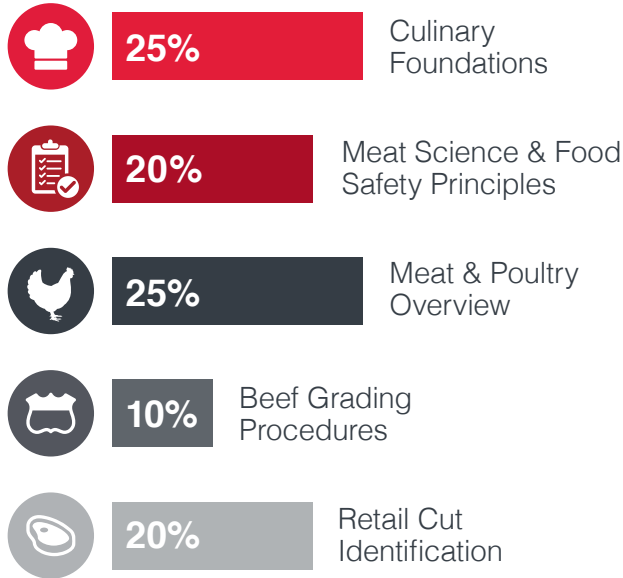 25%
Culinary
Foundations
20%
Meat Science & Food
Safety Principles
25%
Meat & Poultry
Overview
10%
Beef Grading
Procedures
20%
Retail Cut
Identification